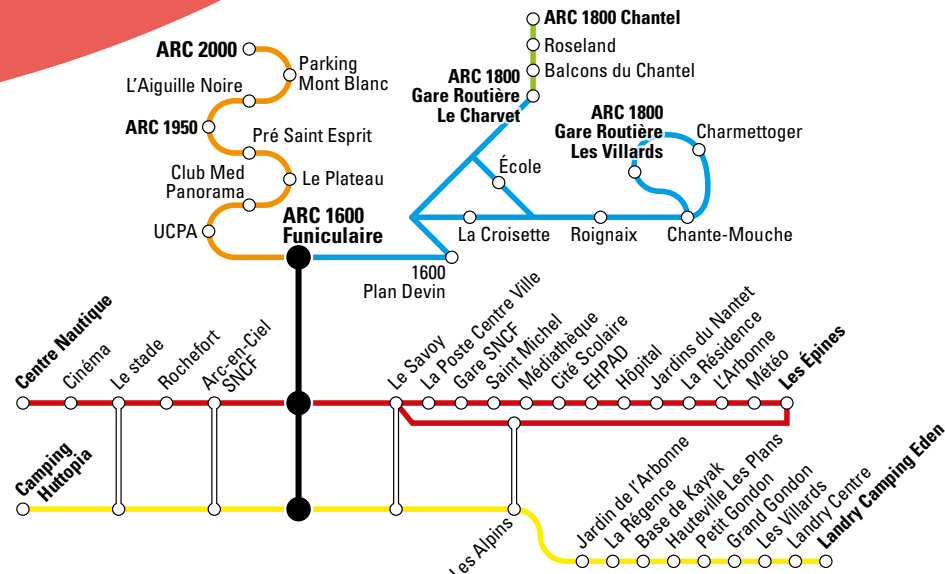 ARC 2000
Parking
Mont Blanc
L'Aiguille Noire
ARC 1950
Pré Saint Esprit
Club Med
Panorama
Le Plateau
UCPA
ARC 1600
Funiculaire
ARC 1800 Chantel
Roseland
Balcons du Chantel
ARC 1800
Gare Routière
Le Charvet
ARC 1800
Gare Routière
Les Villards
Charmettoger
École
La Croisette
Roignaix
Chante-Mouche
1600
Plan Devin
Centre Nautique
Cinéma
Le stade
Rochefort
Arc-en-Ciel
SNCF
Le Savoy
La Poste Centre Ville
Gare SNCF
Saint Michel
Médiathèque
Cité Scolaire
EHPAD
Hôpital
Jardins du Nantet
La Résidence
L'Arbonne
Météo
Les Épines
Camping
Huttopia
Les Alpins
Jardin de l'Arbonne
La Régence
Base de Kayak
Hauteville Les Plans
Petit Gondon
Grand Gondon
Les Villards
Landry Centre
Landry Camping Eden